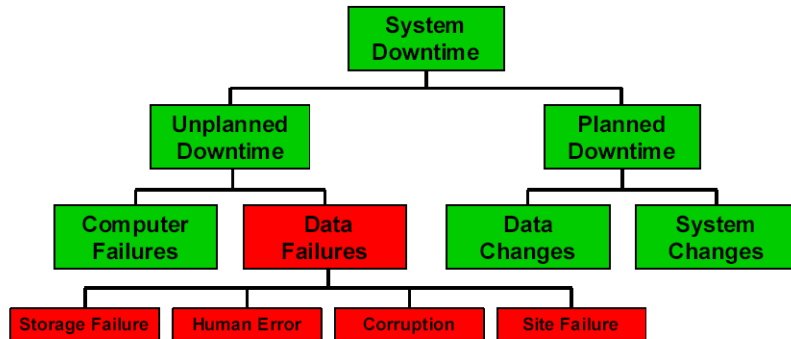 System
Downtime
Unplanned
Downtime
Planned
Downtime
Computer
Failures
Data
Failures
Data
Changes
System
Changes
Storage Failure
Human Error
Corruption
Site Failure